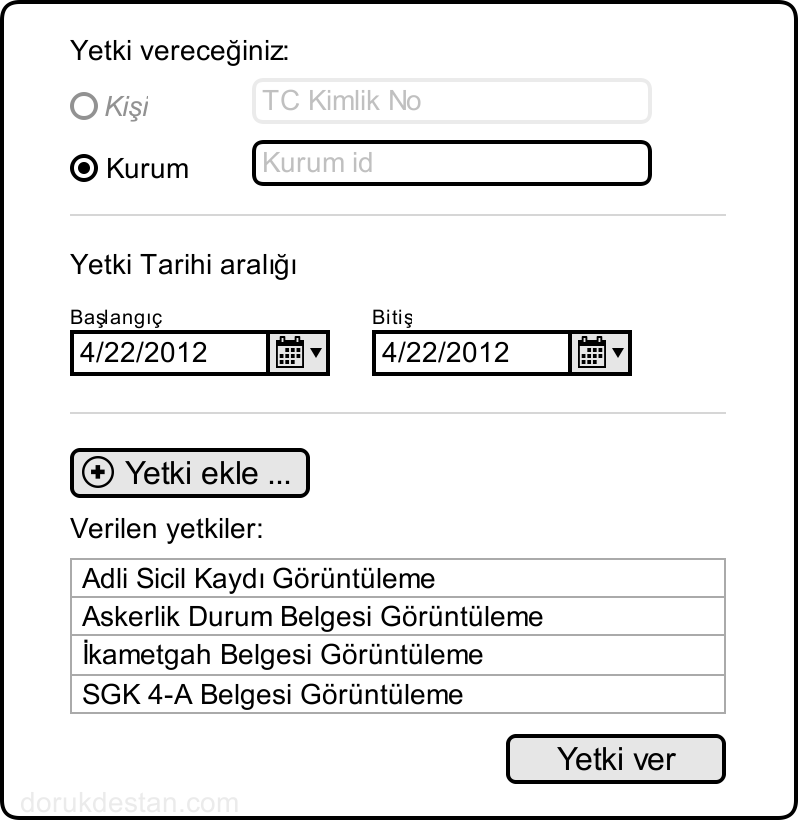 Yetki vereceğiniz:
Kişi
TC Kimlik No
Kurum
Kurum id
Yetki Tarihi aralığı
Başlangıç
Bitiş
4/22/2012
4/22/2012
Yetki ekle ...
Verilen yetkiler:
Adli Sicil Kaydı Görüntüleme
Askerlik Durum Belgesi Görüntüleme
İkametgah Belgesi Görüntüleme
SGK 4-A Belgesi Görüntüleme
Yetki ver
dorukdestan.com